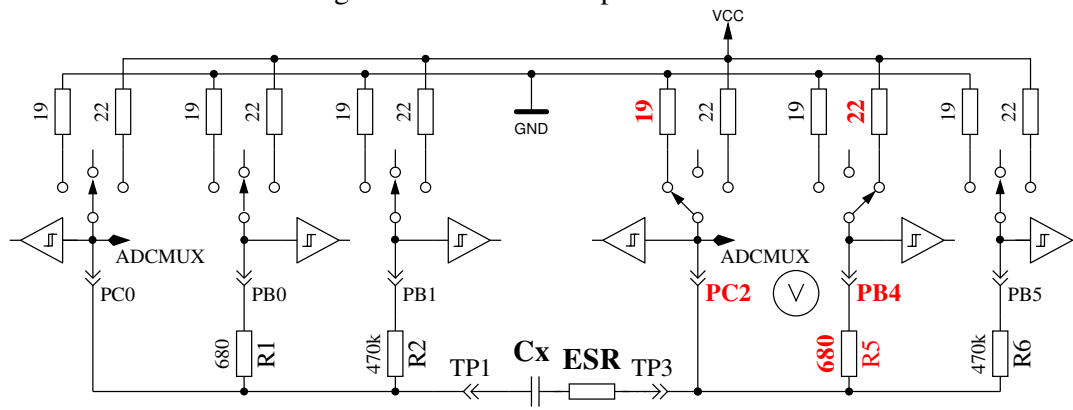 VCC
19 22 19 22 19 22 19 22 19 22 19 22
GND
ADCMUX ADCMUX
PC0 PB0 PB1 PC2 V PB4 PB5
680 R1 470k R2 680 R5 470k R6
TP1 Cx ESR TP3